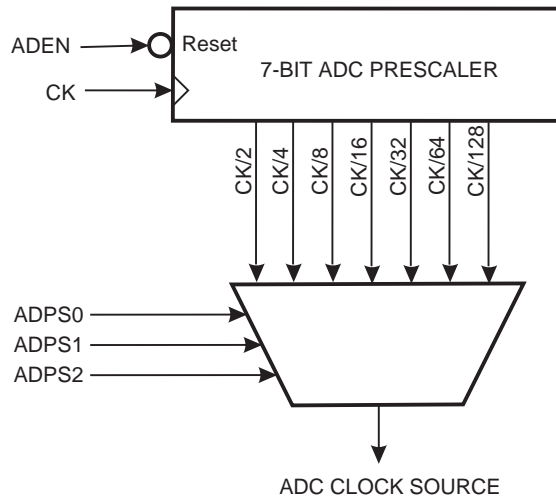 ADEN
Reset
7-BIT ADC PRESCALER
CK
CK/2
CK/4
CK/8
CK/16
CK/32
CK/64
CK/128
ADPS0
ADPS1
ADPS2
ADC CLOCK SOURCE